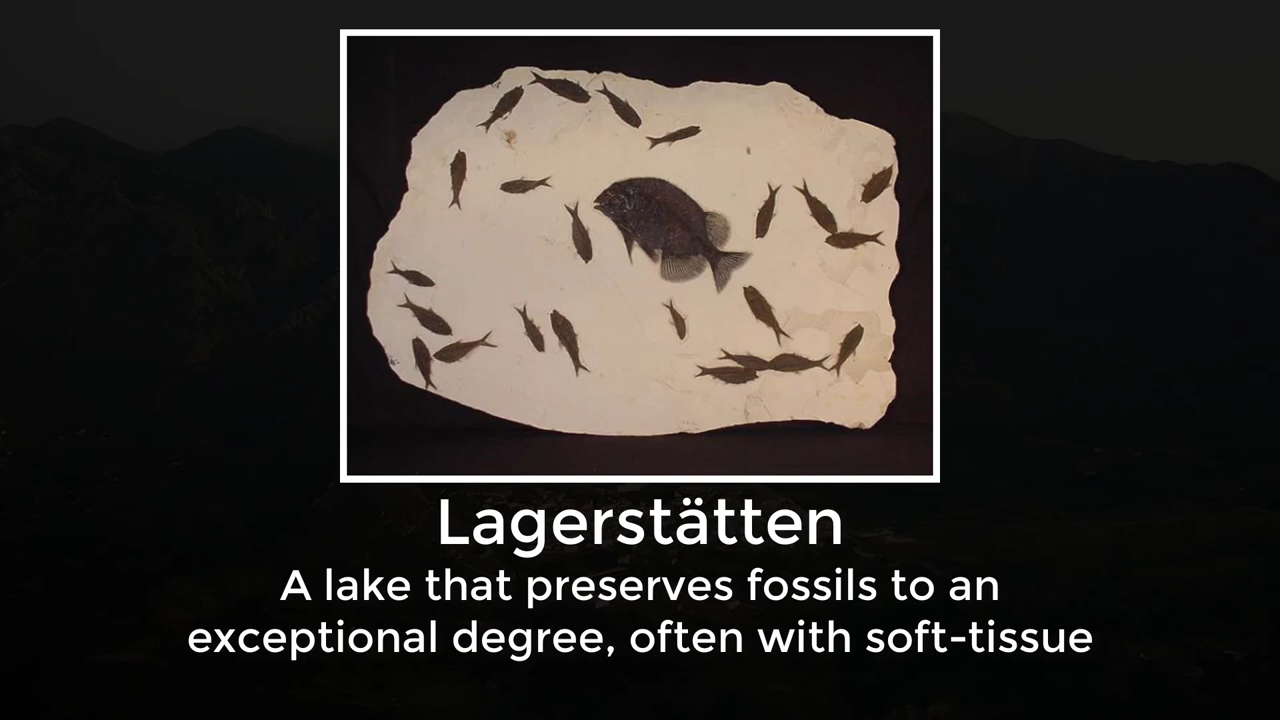 Lagerstätten
A lake that preserves fossils to an
exceptional degree, often with soft-tissue